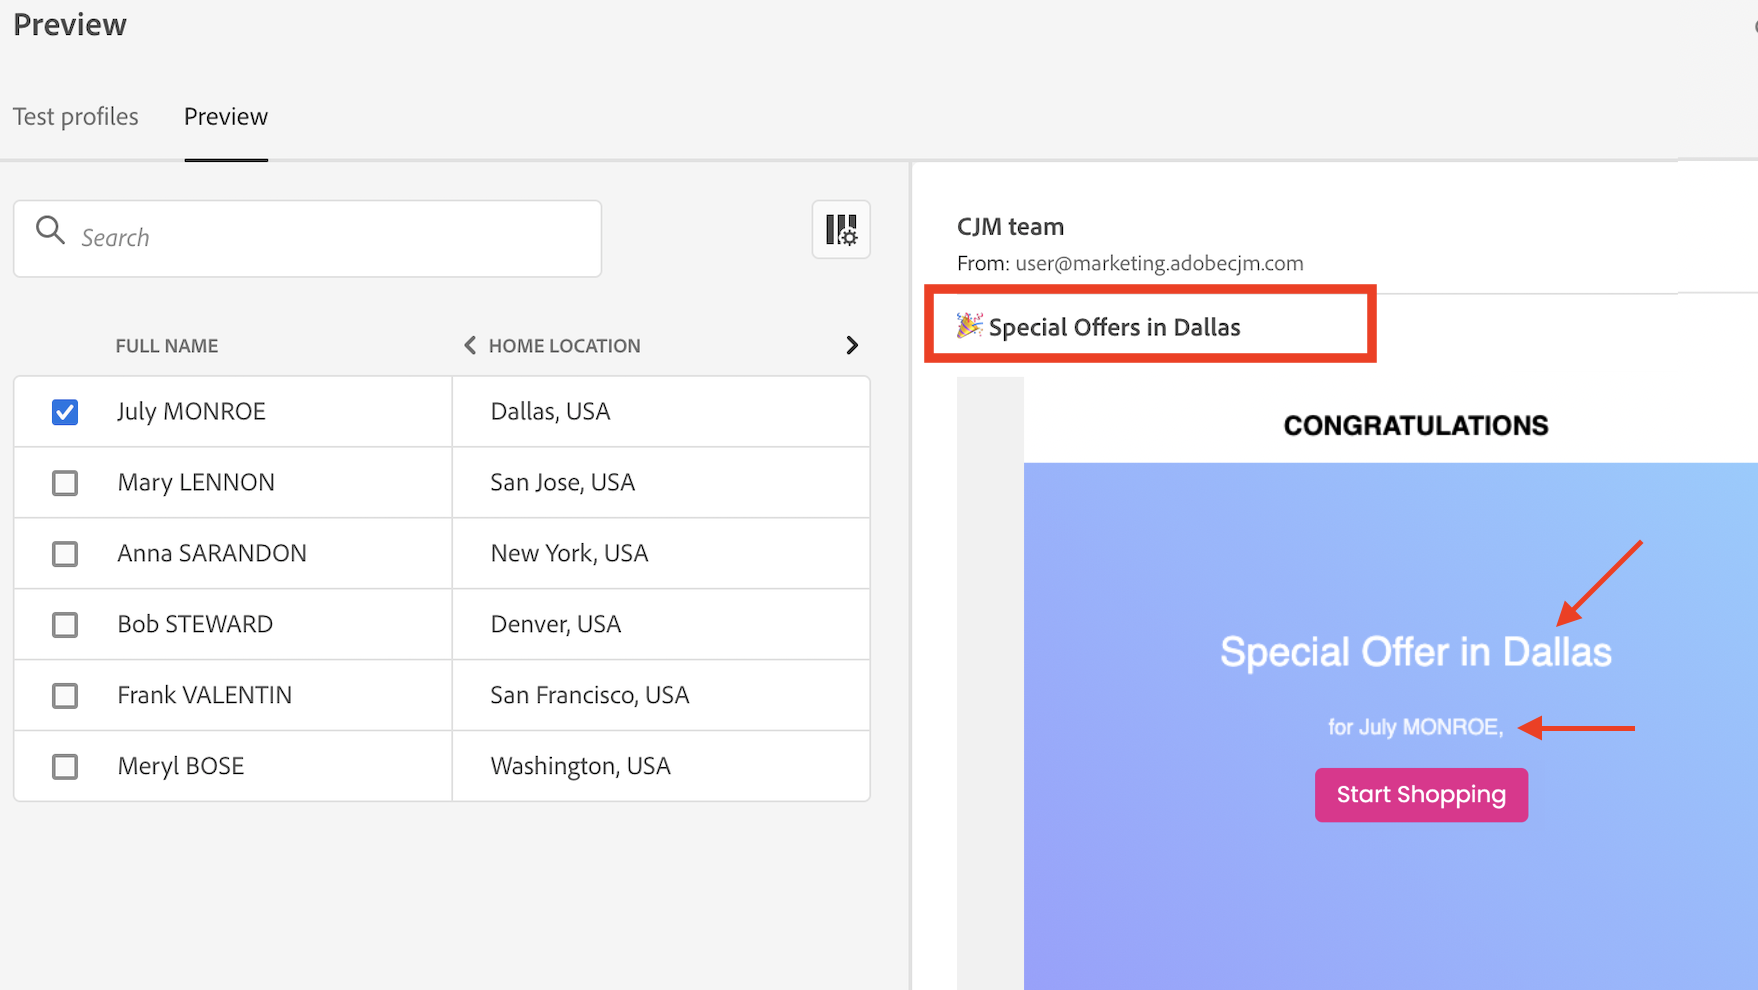 Preview
Test profiles Preview
Search
FULL NAME HOME LOCATION
July MONROE Dallas, USA
Mary LENNON San Jose, USA
Anna SARANDON New York, USA
Bob STEWARD Denver, USA
Frank VALENTIN San Francisco, USA
Meryl BOSE Washington, USA
CJM team
From: user@marketing.adobecjm.com
🎉 Special Offers in Dallas
CONGRATULATIONS
Special Offer in Dallas
for July MONROE,
Start Shopping